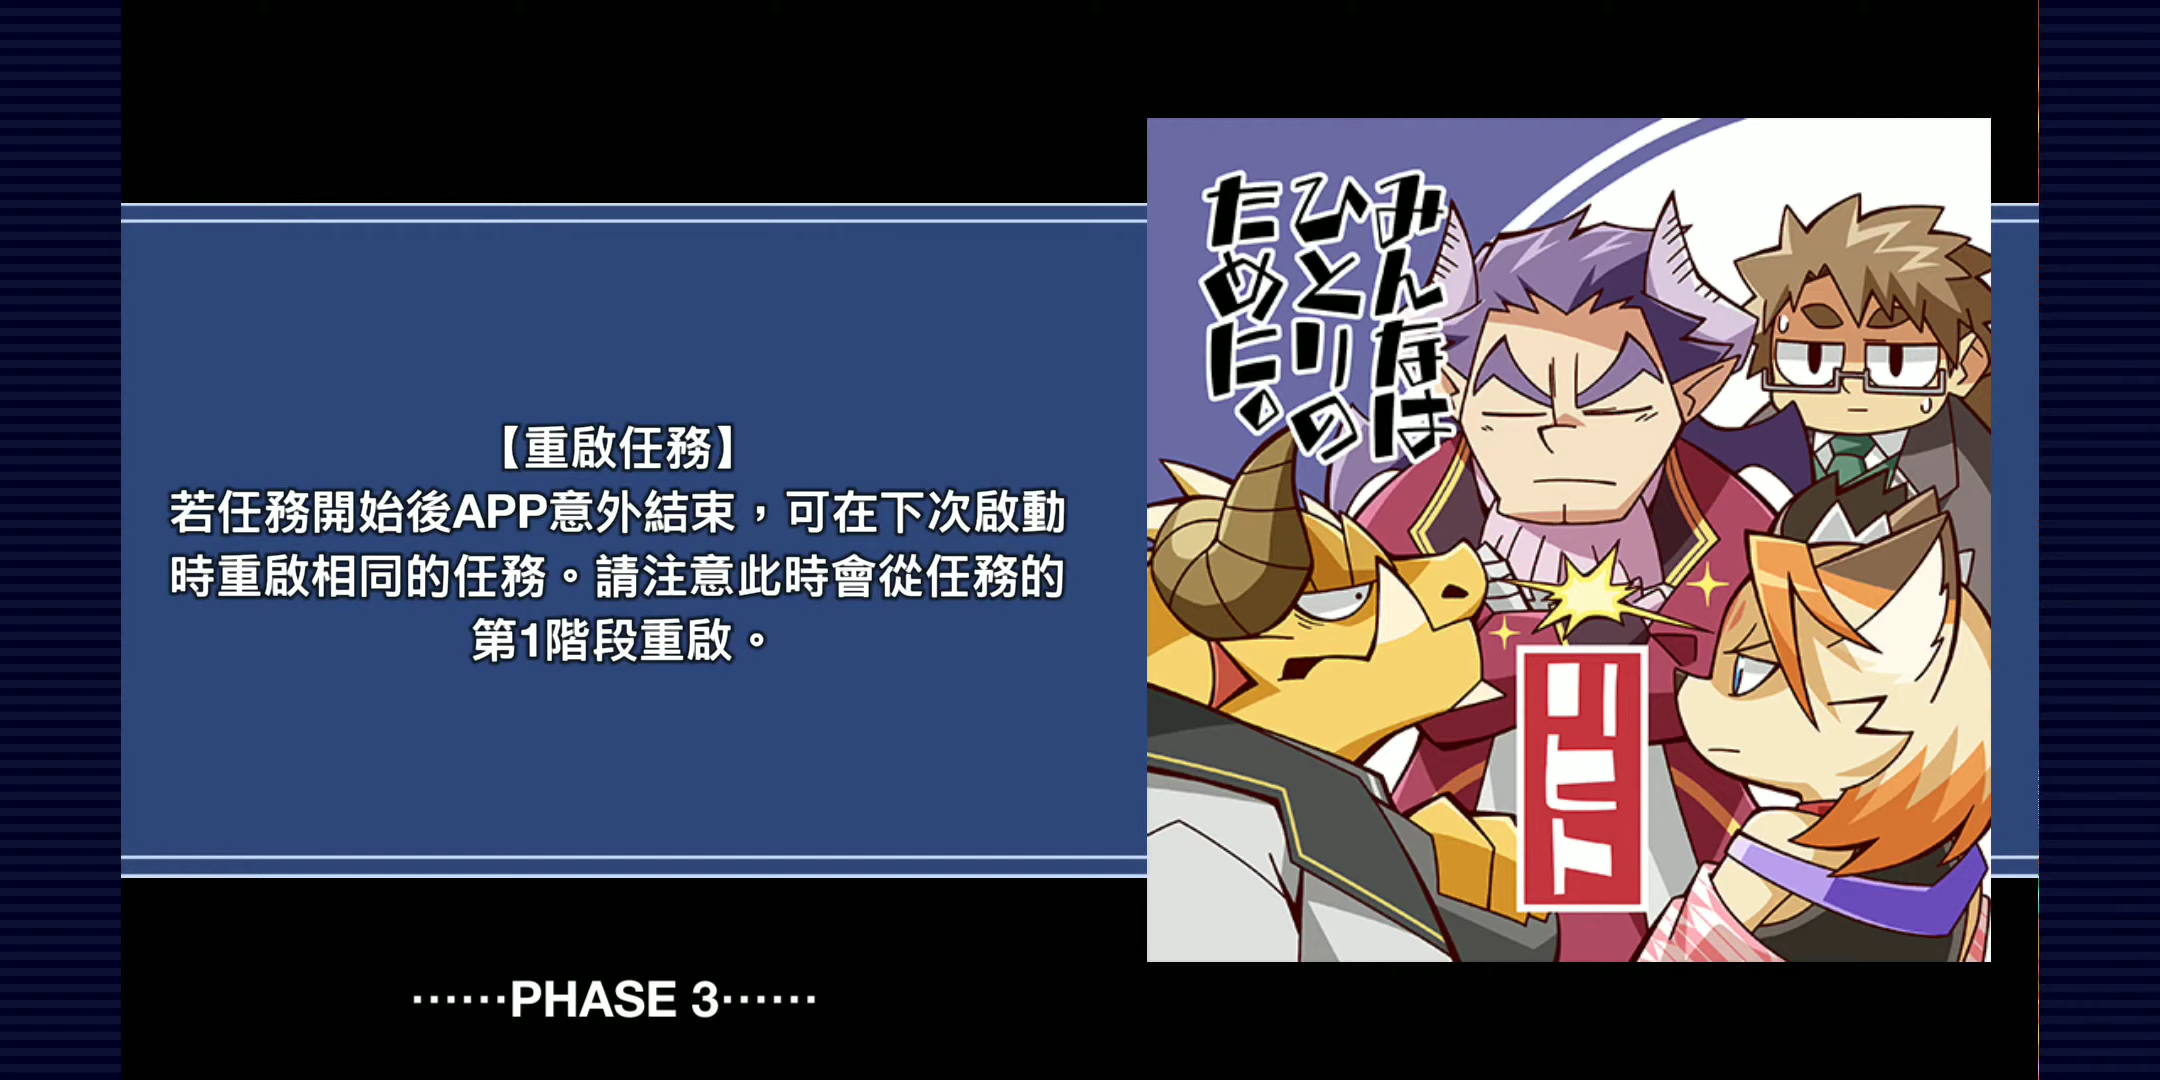 【重啟任務】
若任務開始後APP意外結束，可在下次啟動
時重啟相同的任務。請注意此時會從任務的
第1階段重啟。
……PHASE 3……
みんなは
ひとりの
ために。
リヒト